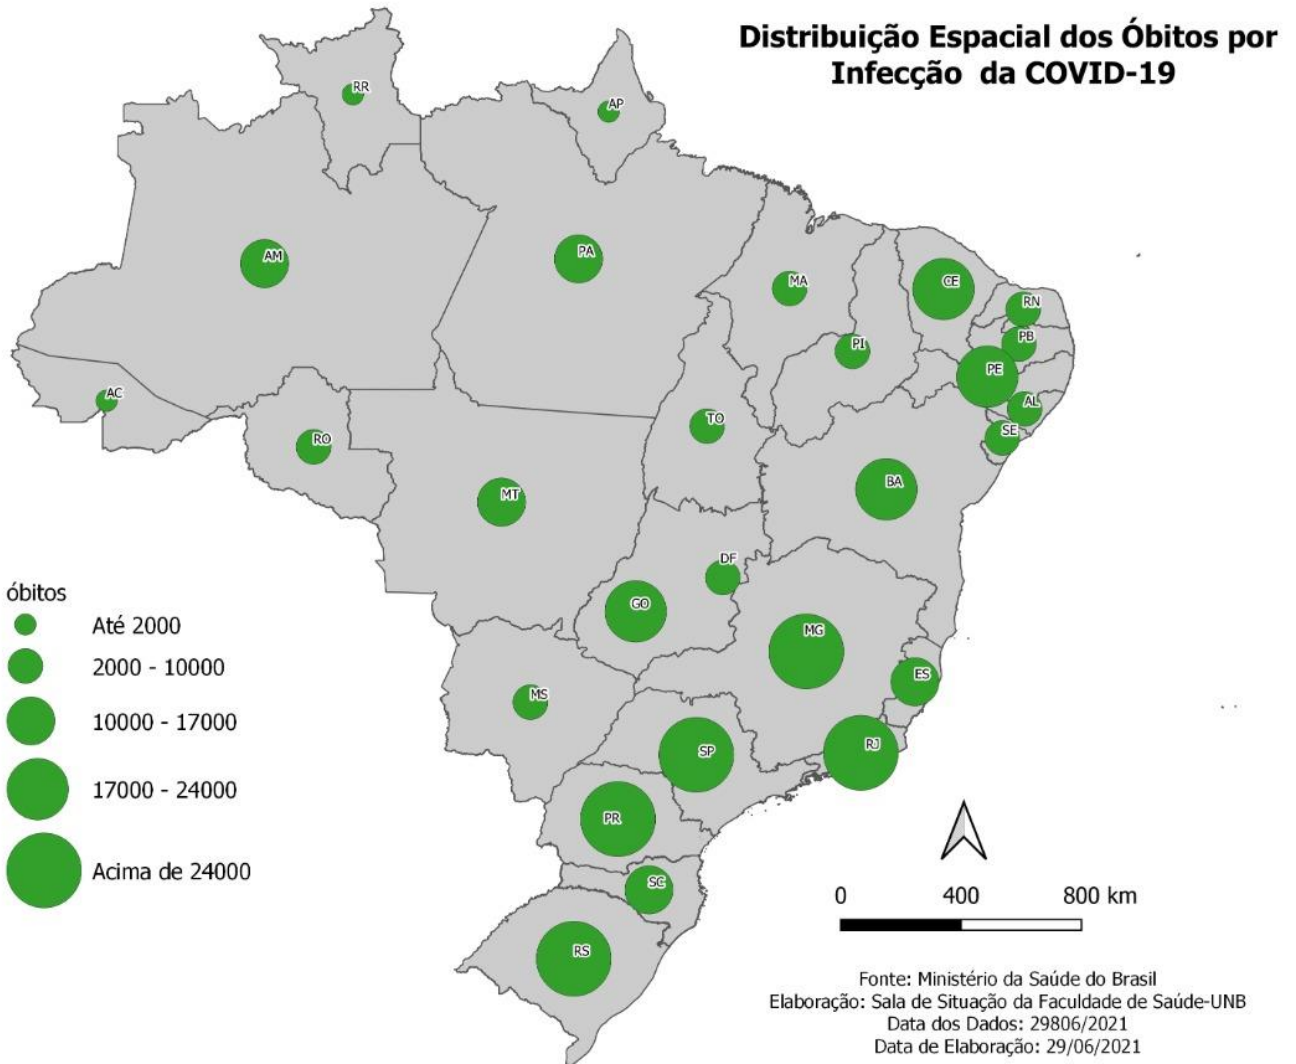 Distribuição Espacial dos Óbitos por
Infecção da COVID-19
RR
AP
AM
PA
MA
CE
RN
PI
PB
PE
AC
AL
TO
SE
RO
BA
MT
DF
GO
MG
ES
MS
SP
RJ
PR
SC
RS
óbitos
Até 2000
2000 - 10000
10000 - 17000
17000 - 24000
Acima de 24000
0 400 800 km
Fonte: Ministério da Saúde do Brasil
Elaboração: Sala de Situação da Faculdade de Saúde-UNB
Data dos Dados: 29806/2021
Data de Elaboração: 29/06/2021